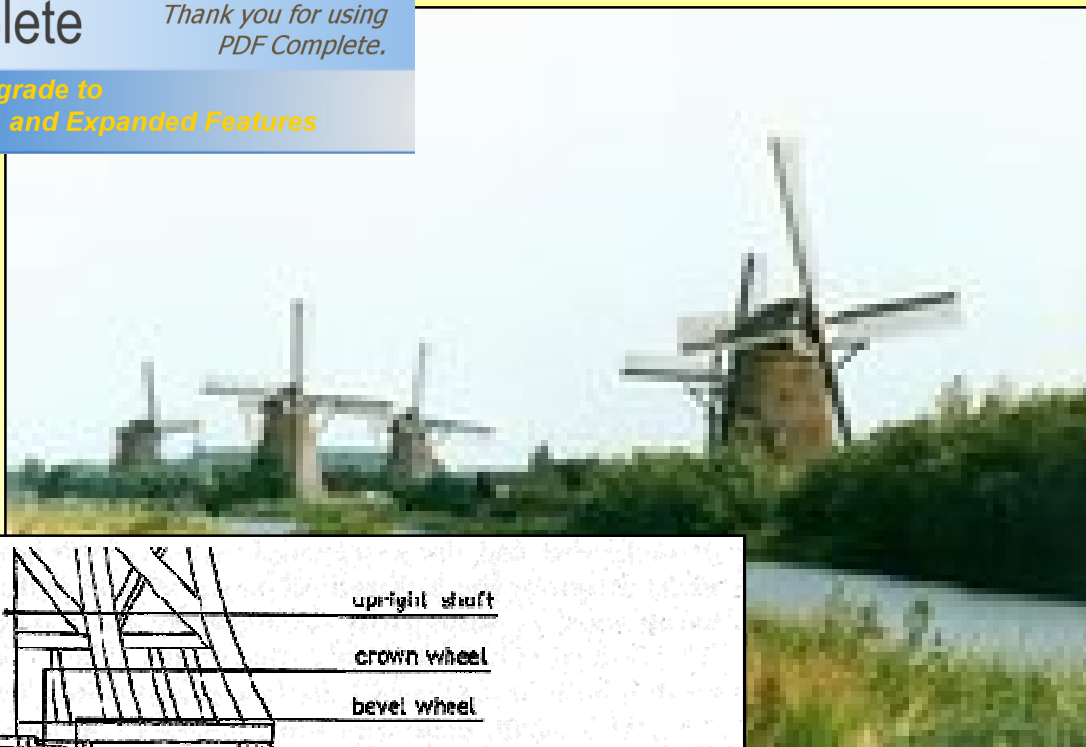 lete
Thank you for using
PDF Complete.
grade to
and Expanded Features
upright shaft
crown wheel
bevel wheel